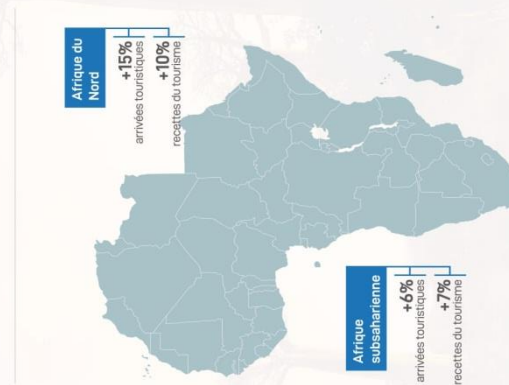 Afrique du
Nord
+15%
arrivées touristiques
+10%
recettes du tourisme
Afrique
subsaharienne
+6%
arrivées touristiques
+7%
recettes du tourisme